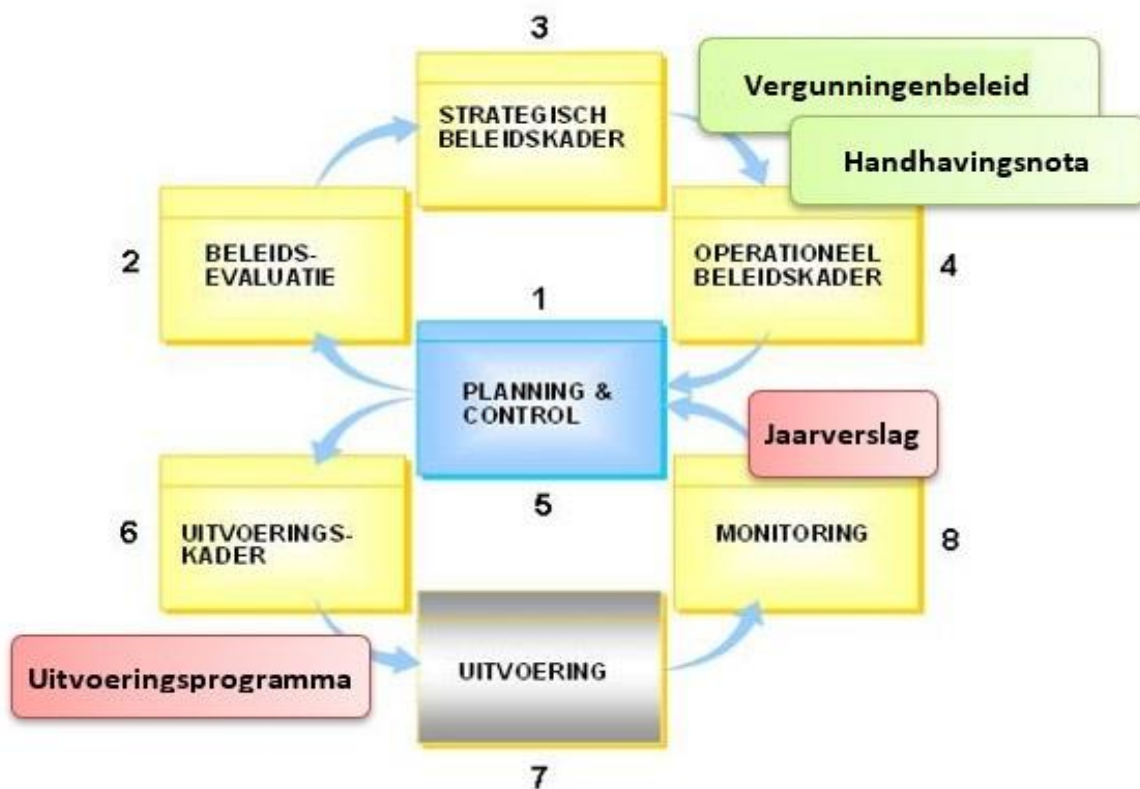 3
STRATEGISCH
BELEIDSKADER
Vergunningenbeleid
Handhavingsnota
2
BELEIDS-
EVALUATIE
OPERATIONEEL
BELEIDSKADER
4
1
PLANNING &
CONTROL
5
Jaarverslag
6
UITVOERINGS-
KADER
MONITORING
8
Uitvoeringsprogramma
UITVOERING
7